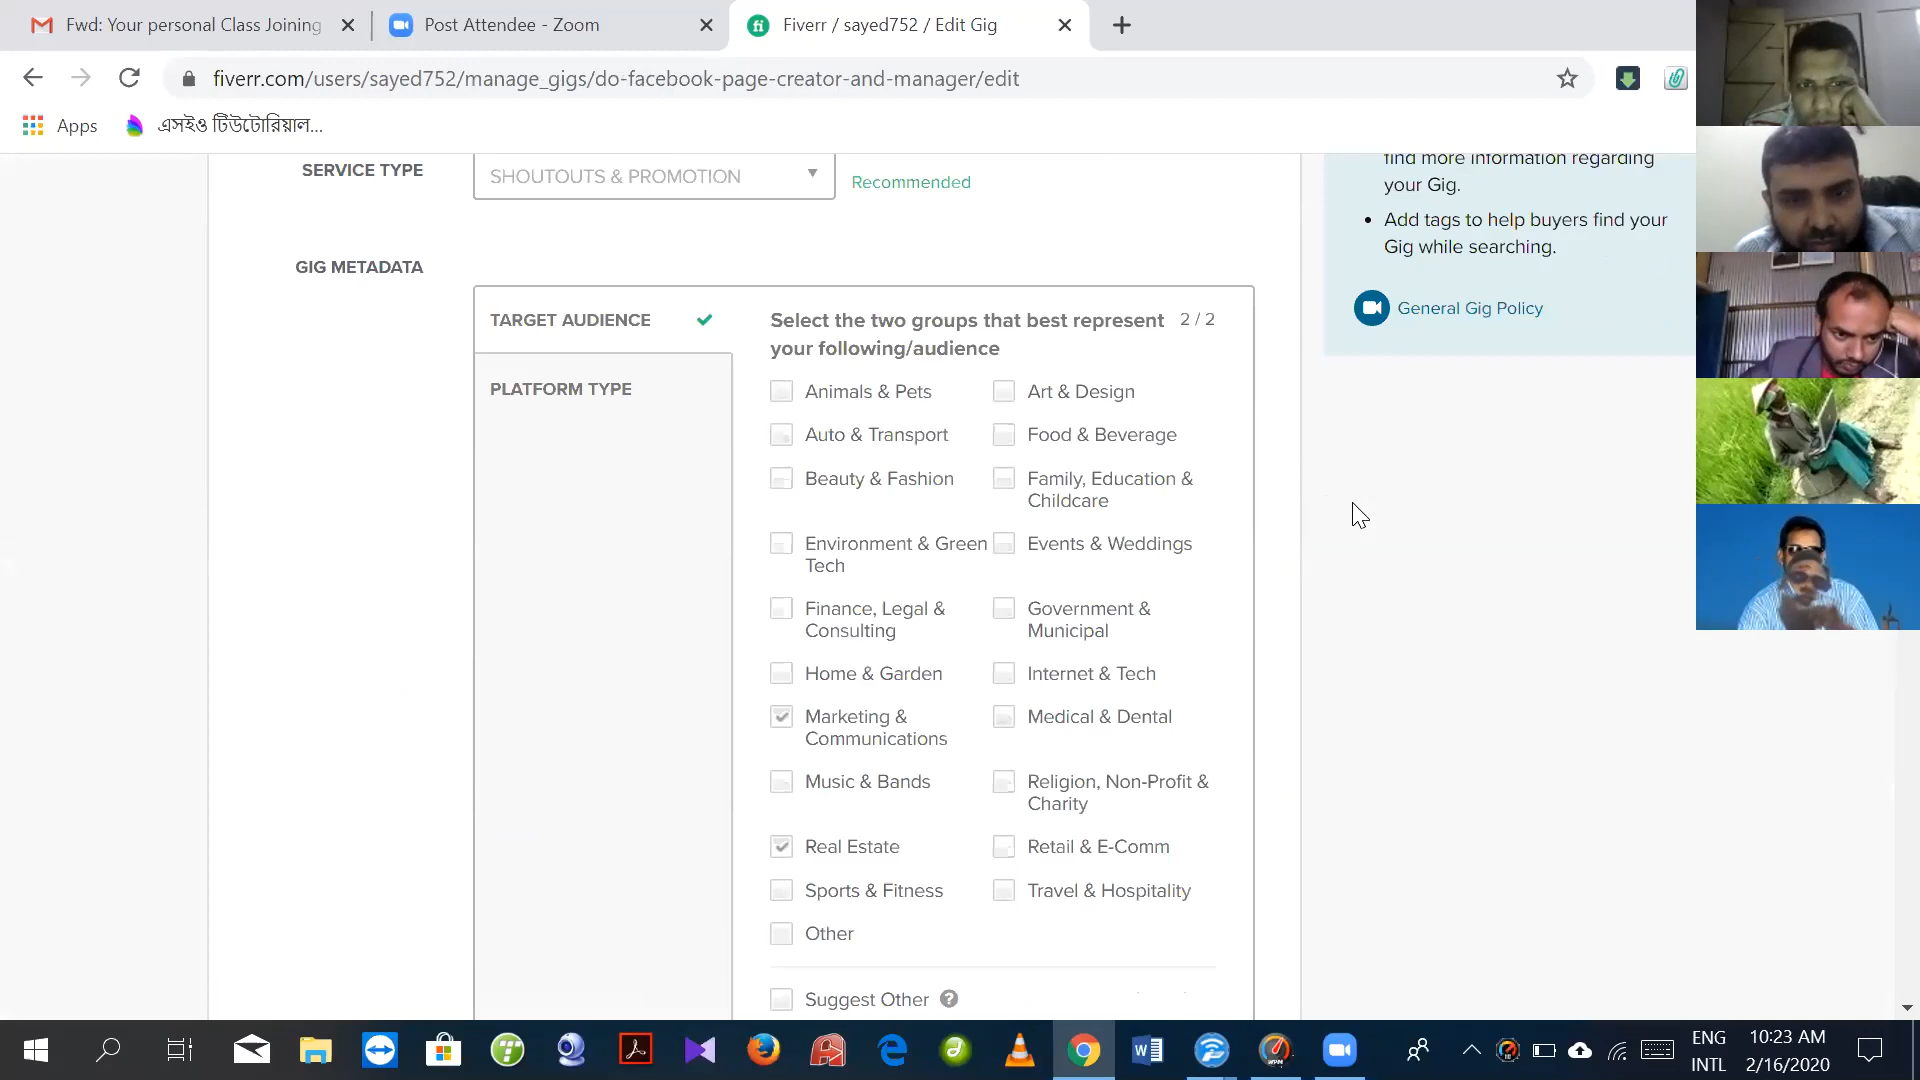 Fwd: Your personal Class Joining
Post Attendee - Zoom
Fiverr / sayed752 / Edit Gig
fiverr.com/users/sayed752/manage_gigs/do-facebook-page-creator-and-manager/edit
Apps
এসইও টিউটোরিয়াল...
SERVICE TYPE
SHOUTOUTS & PROMOTION
Recommended
find more information regarding
your Gig.
• Add tags to help buyers find your
Gig while searching.
General Gig Policy
GIG METADATA
TARGET AUDIENCE
PLATFORM TYPE
Select the two groups that best represent
your following/audience
2 / 2
Animals & Pets
Art & Design
Auto & Transport
Food & Beverage
Beauty & Fashion
Family, Education &
Childcare
Environment & Green
Tech
Events & Weddings
Finance, Legal &
Consulting
Government &
Municipal
Home & Garden
Internet & Tech
Marketing &
Communications
Medical & Dental
Music & Bands
Religion, Non-Profit &
Charity
Real Estate
Retail & E-Comm
Sports & Fitness
Travel & Hospitality
Other
Suggest Other ?
ENG
INTL
10:23 AM
2/16/2020